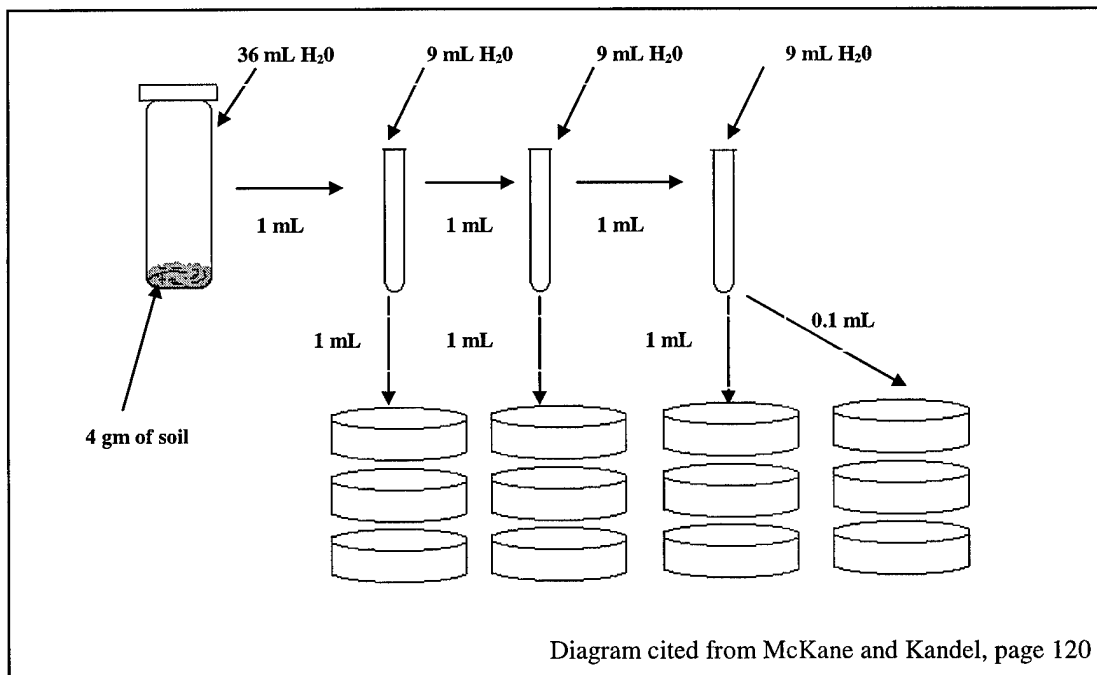 36 mL H₂0
9 mL H₂0
9 mL H₂0
9 mL H₂0
1 mL
1 mL
1 mL
1 mL
1 mL
1 mL
0.1 mL
4 gm of soil
Diagram cited from McKane and Kandel, page 120